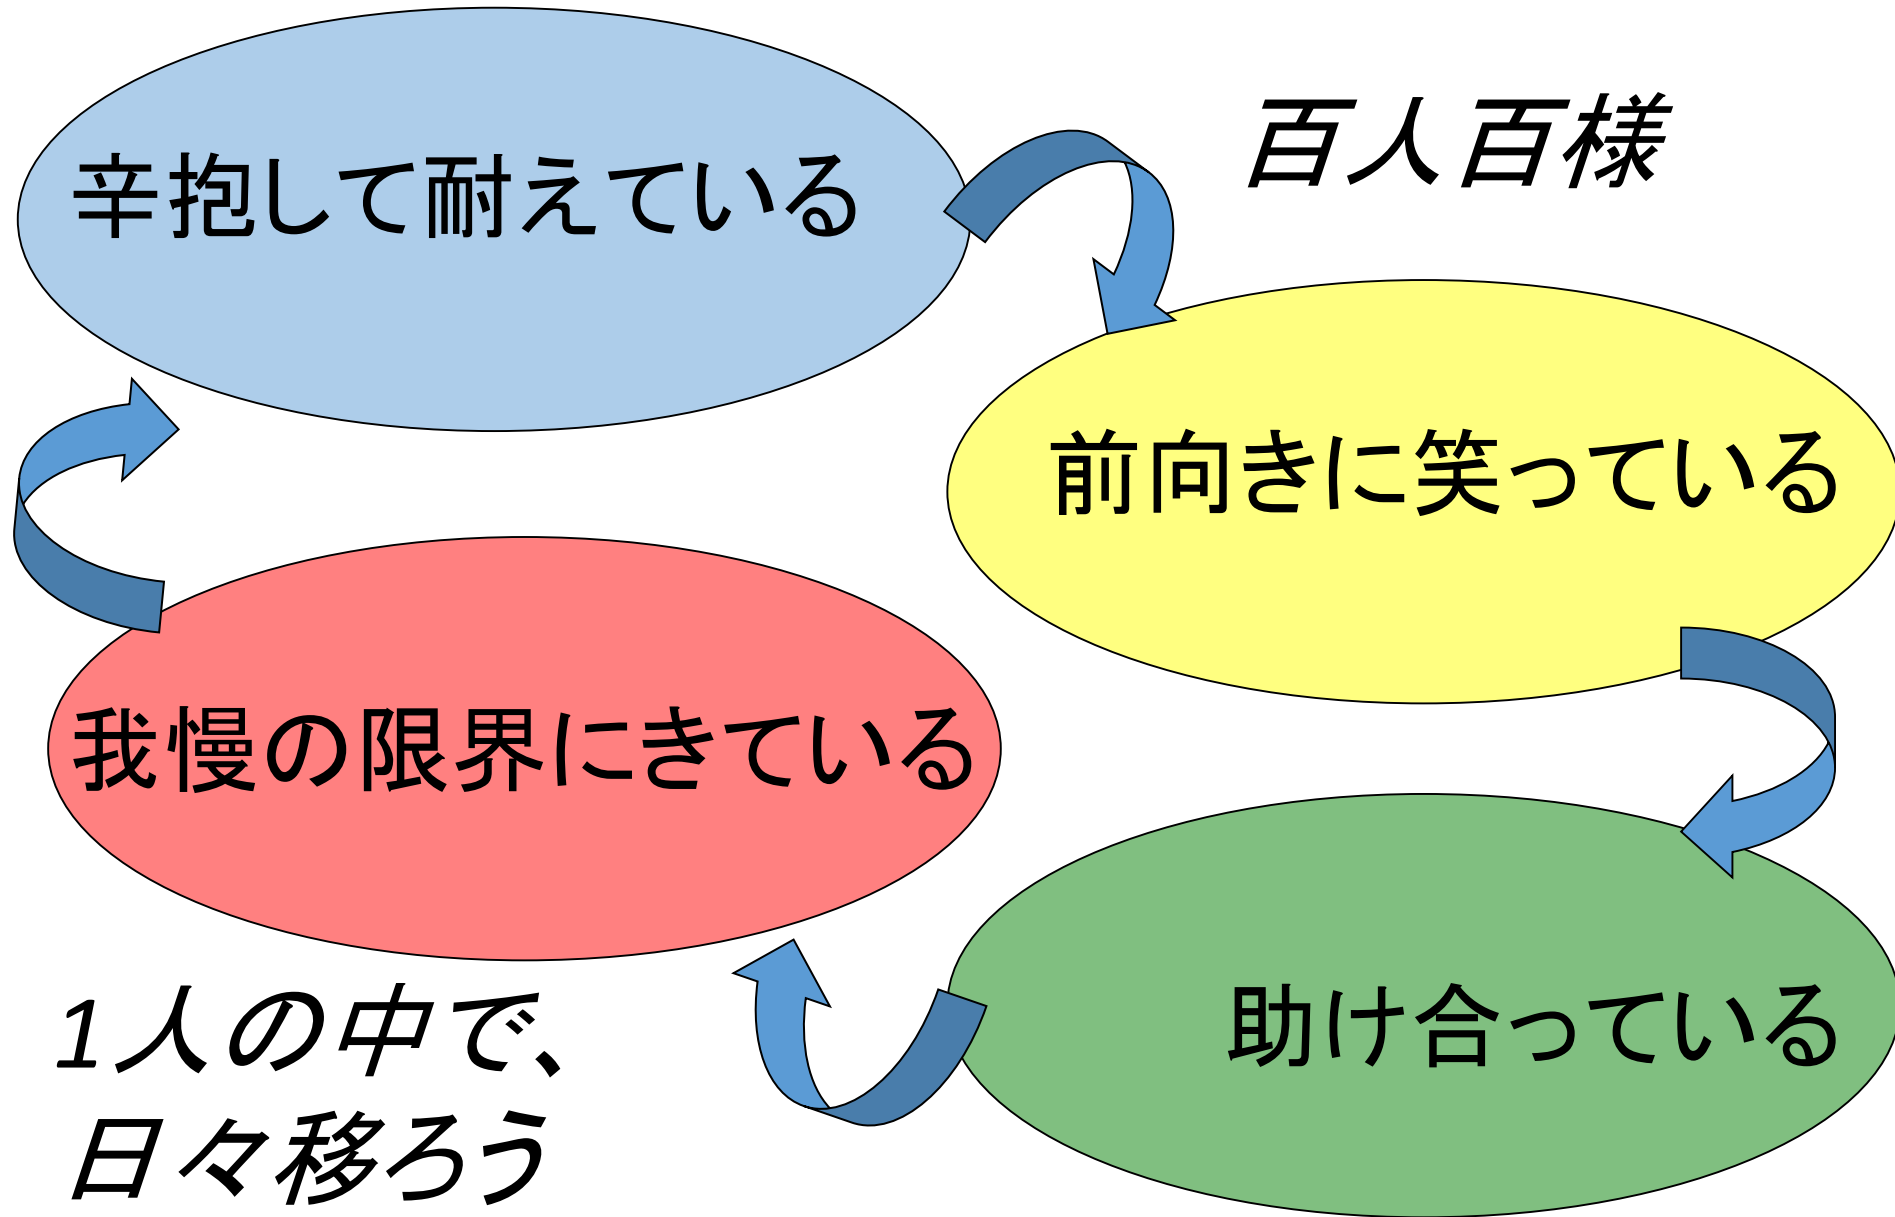 辛抱して耐えている
百人百様
前向きに笑っている
我慢の限界にきている
助け合っている
1人の中で、
日々移ろう